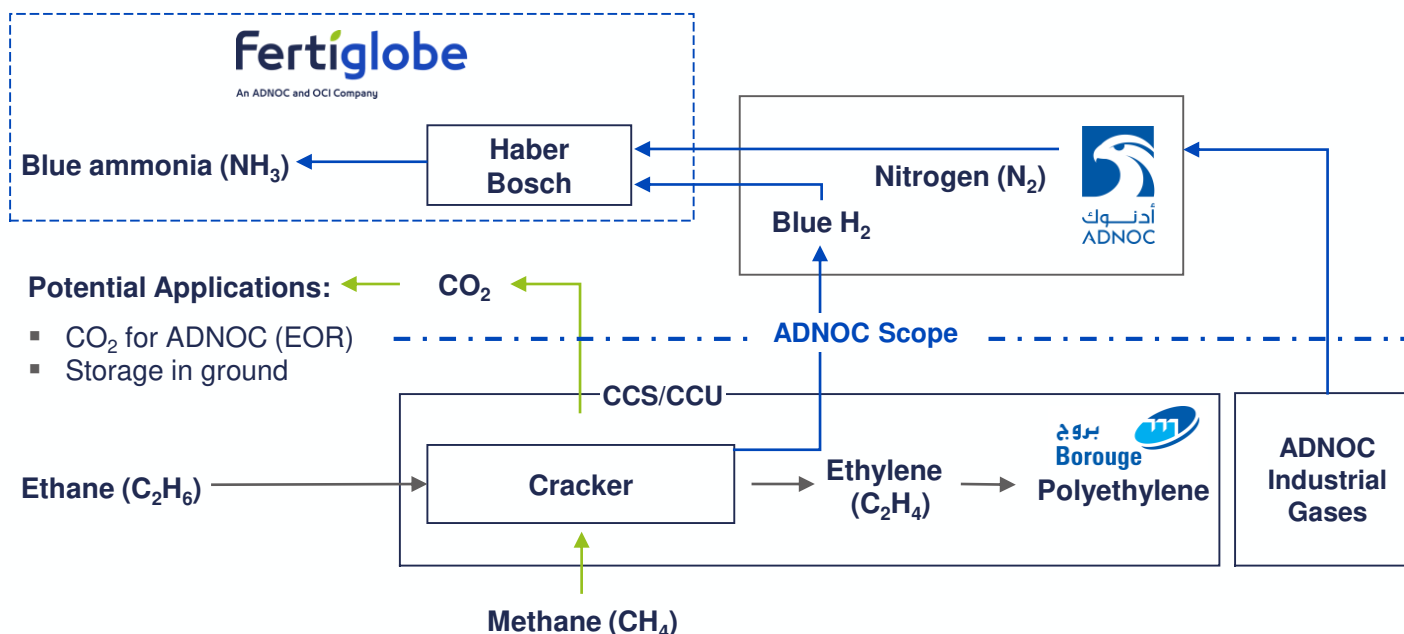 Fertiglobe
An ADNOC and OCI Company
Blue ammonia (NH₃)
Haber
Bosch
Nitrogen (N₂)
Blue H₂
أدنـــوك
ADNOC
Potential Applications:
CO₂
▪ CO₂ for ADNOC (EOR)
▪ Storage in ground
ADNOC Scope
CCS/CCU
Ethane (C₂H₆)
Cracker
Ethylene
(C₂H₄)
بروج
Borouge
Polyethylene
ADNOC
Industrial
Gases
Methane (CH₄)